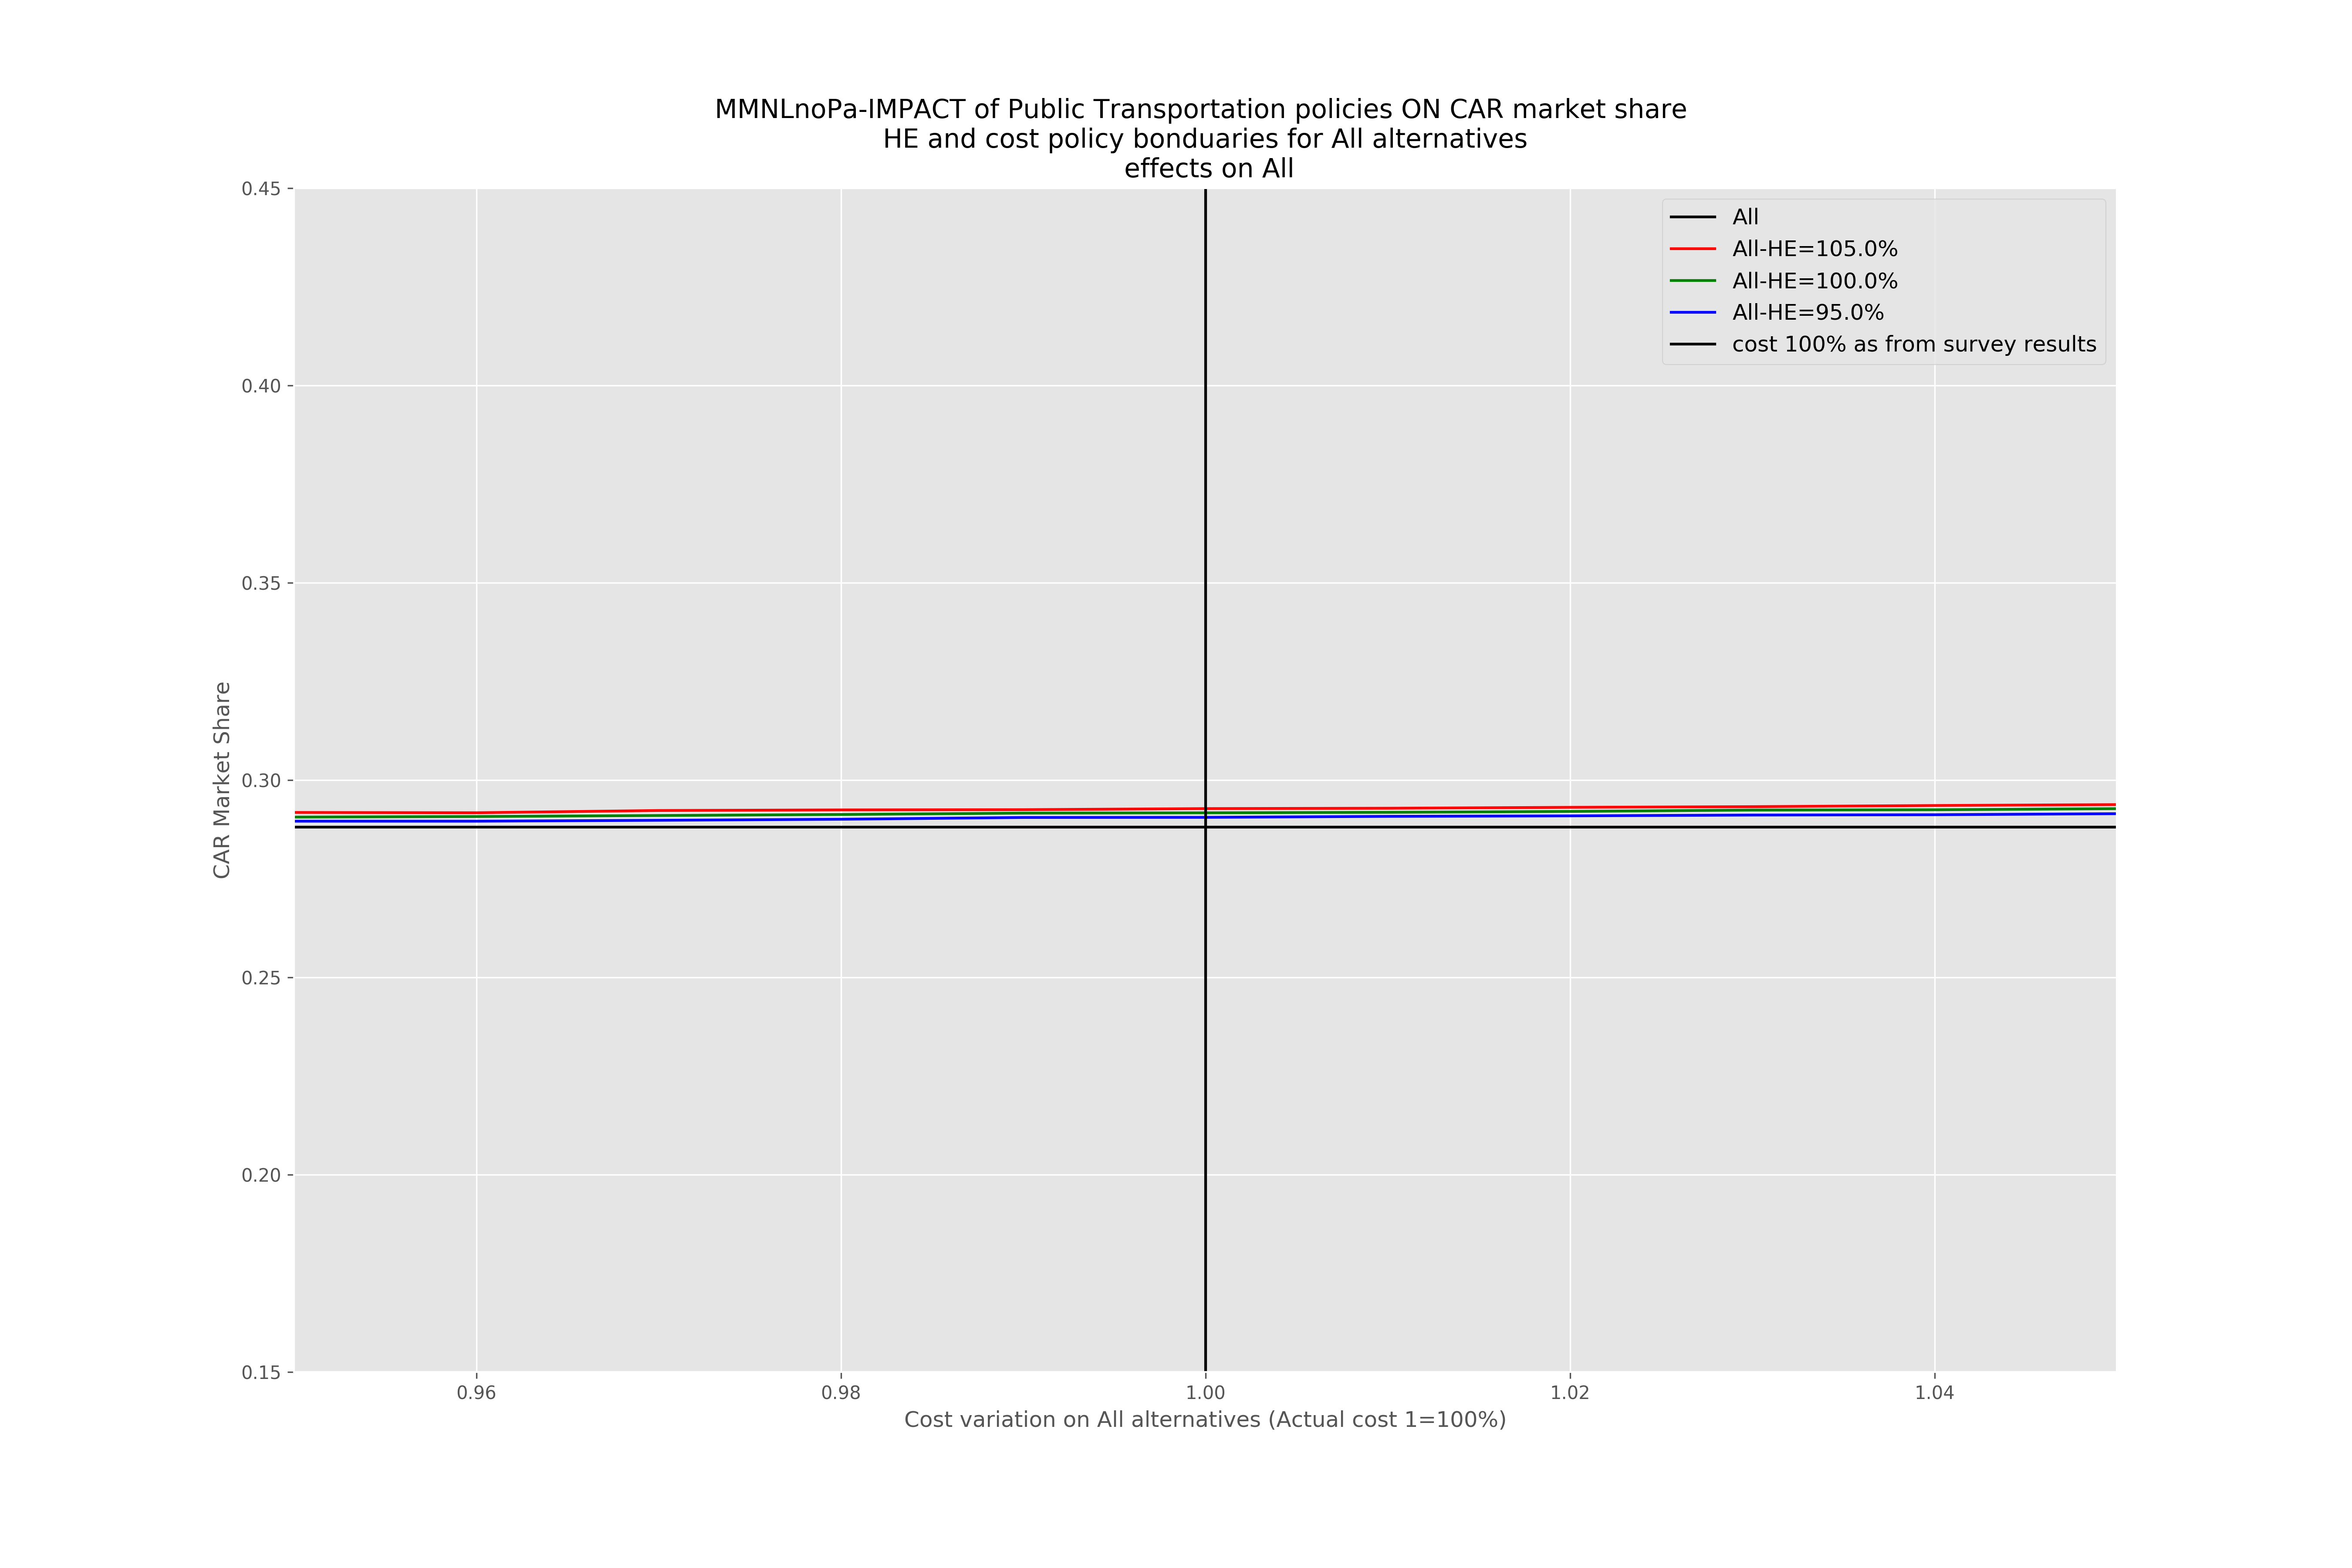 MMNLnoPa-IMPACT of Public Transportation policies ON CAR market share
HE and cost policy bonduaries for All alternatives
effects on All
0.45
0.40
0.35
0.30
0.25
0.20
0.15
CAR Market Share
All
All-HE=105.0%
All-HE=100.0%
All-HE=95.0%
cost 100% as from survey results
0.96
0.98
1.00
1.02
1.04
Cost variation on All alternatives (Actual cost 1=100%)